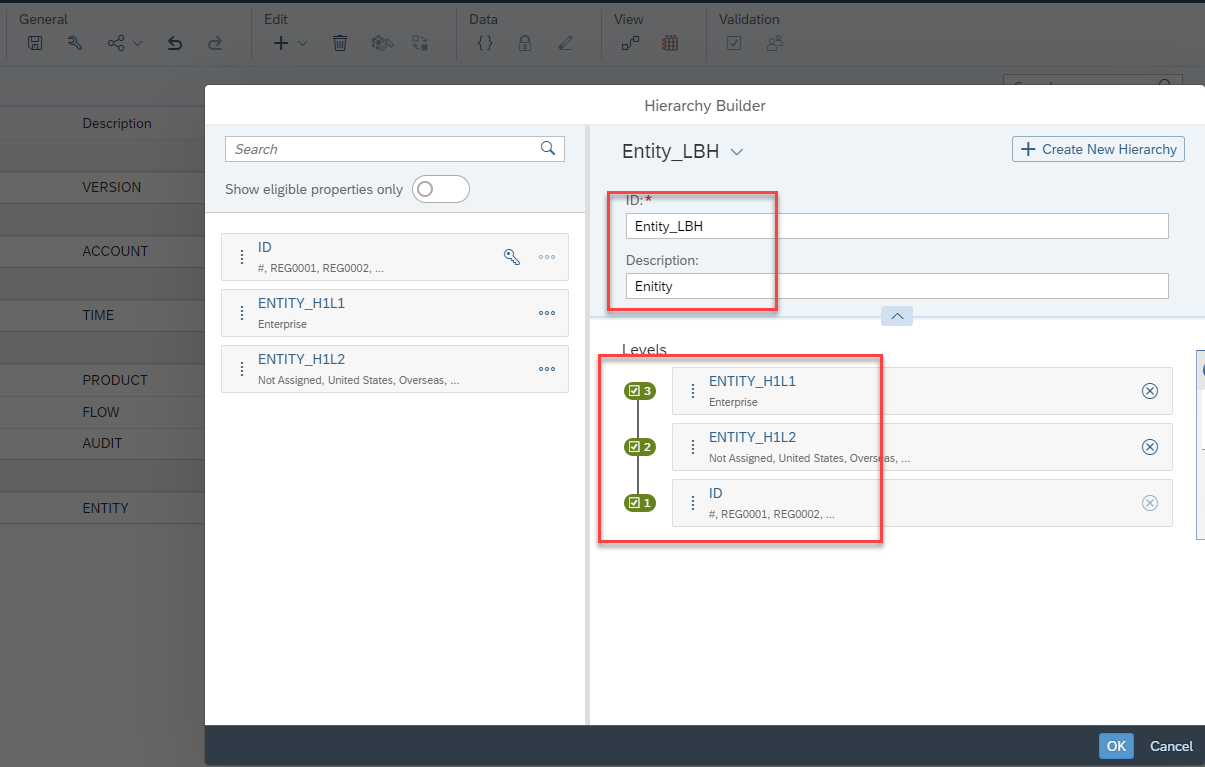 General
Edit
Data
View
Validation
Hierarchy Builder
Description
VERSION
ACCOUNT
TIME
PRODUCT
FLOW
AUDIT
ENTITY
Search
Show eligible properties only
ID
#, REG0001, REG0002, ...
ENTITY_H1L1
Enterprise
ENTITY_H1L2
Not Assigned, United States, Overseas, ...
Entity_LBH
Create New Hierarchy
ID:*
Entity_LBH
Description:
Enitity
Levels
3
ENTITY_H1L1
Enterprise
2
ENTITY_H1L2
Not Assigned, United States, Overseas, ...
1
ID
#, REG0001, REG0002, ...
OK
Cancel